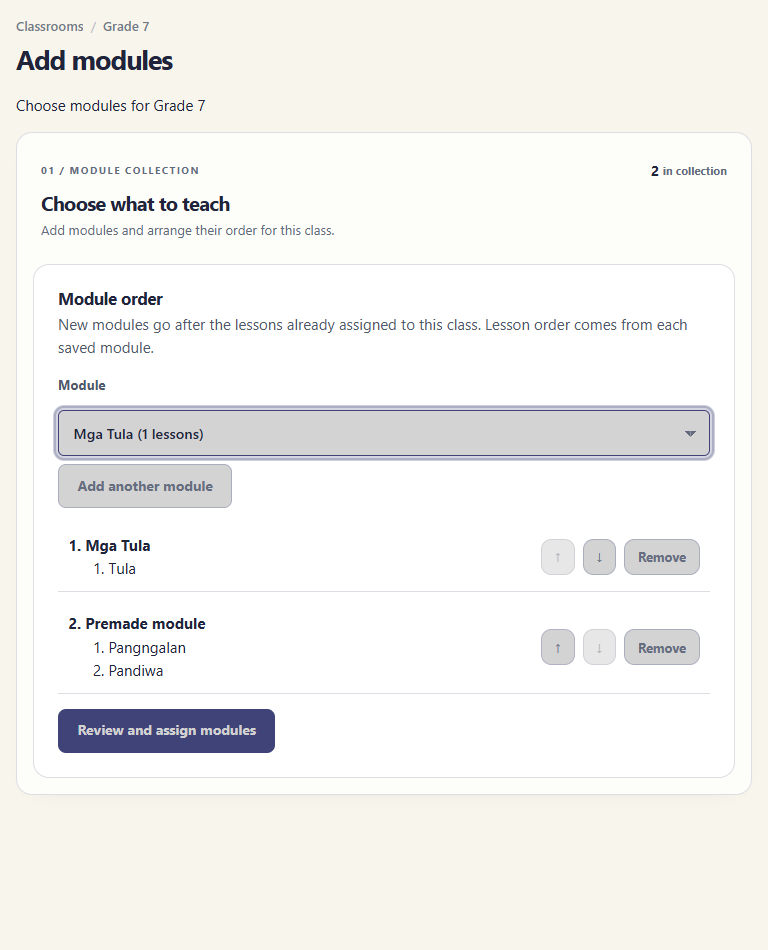 Classrooms / Grade 7
Add modules
Choose modules for Grade 7
01 / MODULE COLLECTION
2 in collection
Choose what to teach
Add modules and arrange their order for this class.
Module order
New modules go after the lessons already assigned to this class. Lesson order comes from each
saved module.
Module
Mga Tula (1 lessons)
Add another module
1. Mga Tula
1. Tula
↑ ↓ Remove
2. Premade module
1. Pangngalan
2. Pandiwa
↑ ↓ Remove
Review and assign modules